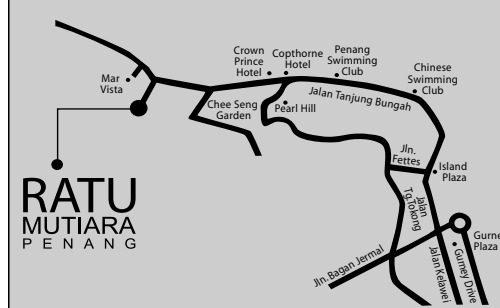 Crown
Prince
Hotel
Copthorne
Hotel
Penang
Swimming
Club
Chinese
Swimming
Club
Mar
Vista
Jalan Tanjung Bungah
Chee Seng
Garden
Pearl Hill
Jln.
Fettes
Island
Plaza
RATU
MUTIARA
PENANG
Jalan
Tg.Tokong
Gurne
Plaza
Jln.Bagan Jermal
Jalan Kelawei
Gurney Drive